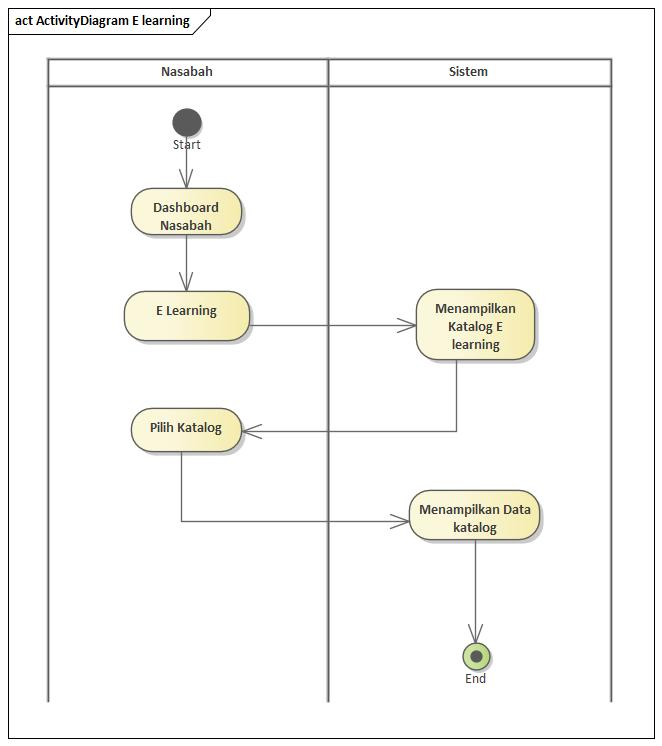 act ActivityDiagram E learning
Nasabah
Sistem
Start
Dashboard
Nasabah
E Learning
Menampilkan
Katalog E
learning
Pilih Katalog
Menampilkan Data
katalog
End